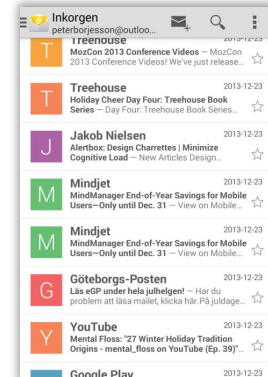 Inkorgen
peterborjesson@outloo...
Treehouse
2013-12-23
MozCon 2013 Conference Videos — MozCon
2013 Conference Videos! We've just release...
T
Treehouse
2013-12-23
Holiday Cheer Day Four: Treehouse Book
Series — Day Four: Treehouse Book Series...
T
Jakob Nielsen
2013-12-23
Alertbox: Design Charrettes | Minimize
Cognitive Load — New Articles Design...
J
Mindjet
2013-12-23
MindManager End-of-Year Savings for Mobile
Users—Only until Dec. 31 — View on Mobile...
M
Mindjet
2013-12-23
MindManager End-of-Year Savings for Mobile
Users—Only until Dec. 31 — View on Mobile...
M
Göteborgs-Posten
2013-12-23
Läs eGP under hela julhelgen! — Har du
problem att läsa mailet, klicka här.På juldage...
G
YouTube
2013-12-23
Mental Floss: "27 Winter Holiday Tradition
Origins - mental_floss on YouTube (Ep. 39)"...
Y
Google Play
2013-12-23